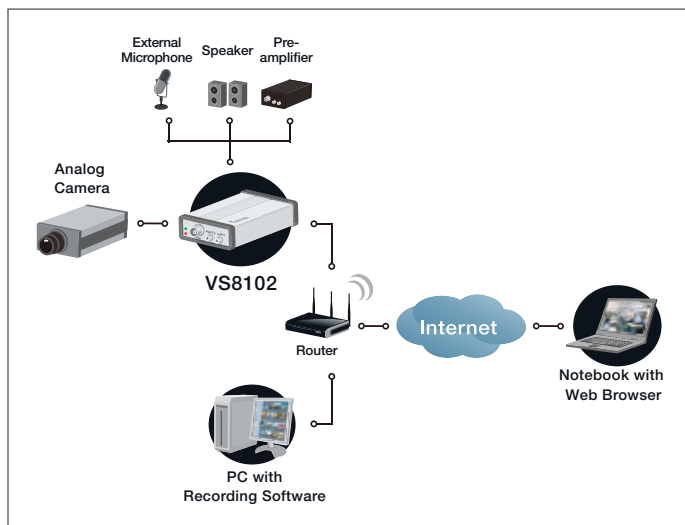 External
Microphone
Speaker
Pre-
amplifier
Analog
Camera
VS8102
Router
Internet
Notebook with
Web Browser
PC with
Recording Software